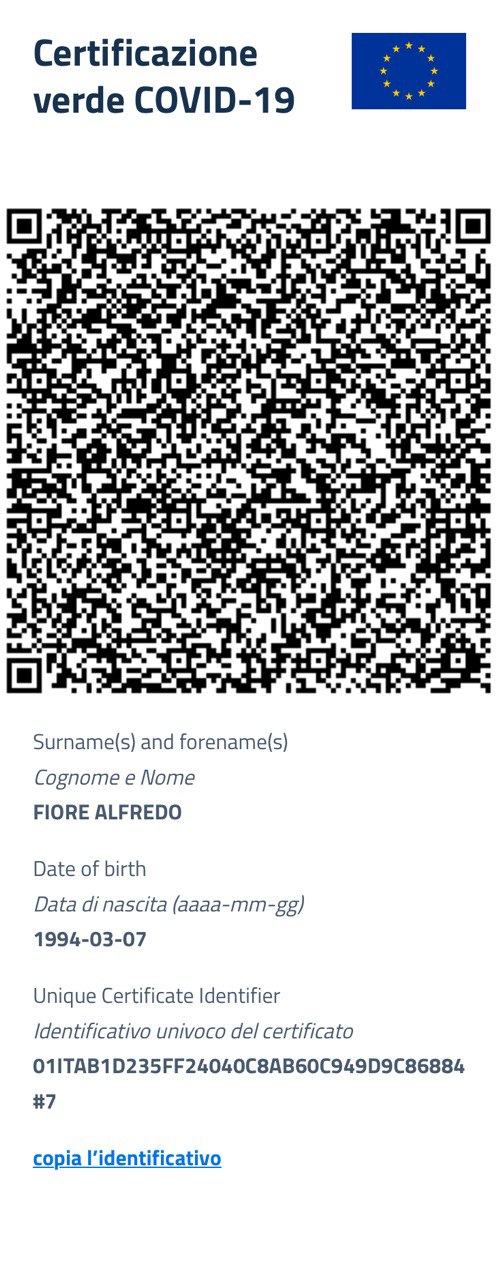 Certificazione
verde COVID-19
Surname(s) and forename(s)
Cognome e Nome
FIORE ALFREDO
Date of birth
Data di nascita (aaaa-mm-gg)
1994-03-07
Unique Certificate Identifier
Identificativo univoco del certificato
01ITAB1D235FF24040C8AB60C949D9C86884
#7
copia l’identificativo